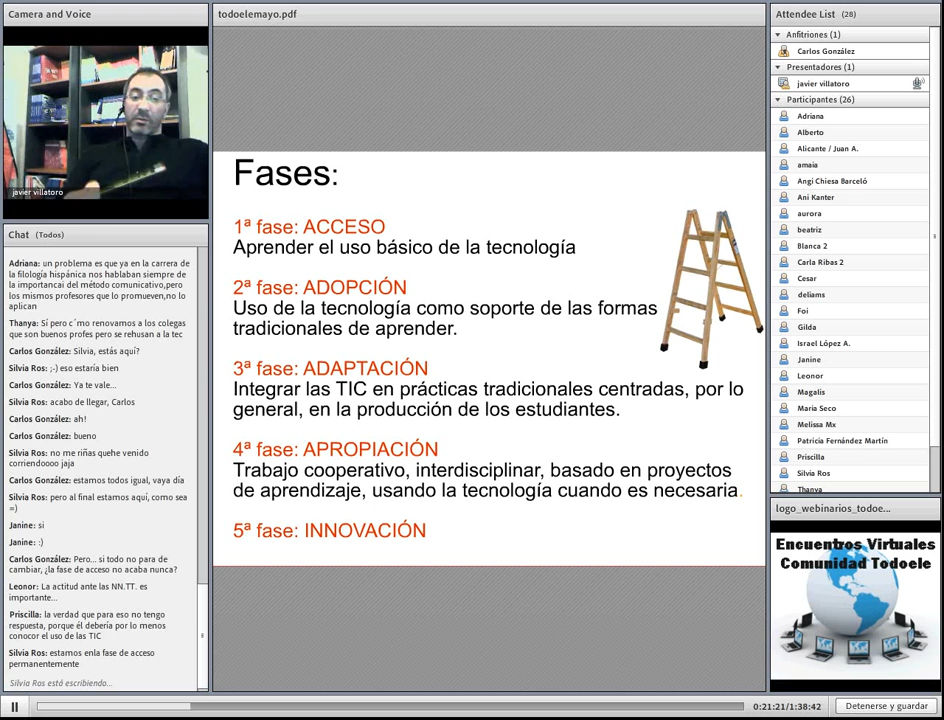 Camera and Voice
javier villatoro
Chat (Todos)
Adriana: un problema es que ya en la carrera de
la filología hispánica nos hablaban siempre de
la importancai del método comunicativo,pero
los mismos profesores que lo promueven,no lo
aplican
Thanya: Sí pero c´mo renovamos a los colegas
que son buenos profes pero se rehusan a la tec
Carlos González: Silvia, estás aquí?
Silvia Ros: ;-) eso estaría bien
Carlos González: Ya te vale...
Silvia Ros: acabo de llegar, Carlos
Carlos González: ah!
Carlos González: bueno
Silvia Ros: no me riñas quehe venido
corriendoooo jaja
Carlos González: estamos todos igual, vaya día
Silvia Ros: pero al final estamos aquí, como sea
=)
Janine: si
Janine: :)
Carlos González: Pero... si todo no para de
cambiar, ¿la fase de acceso no acaba nunca?
Leonor: La actitud ante las NN.TT. es
importante...
Priscilla: la verdad que para eso no tengo
respuesta, porque él debería por lo menos
conocor el uso de las TIC
Silvia Ros: estamos enla fase de acceso
permanentemente
Silvia Ros está escribiendo...
todoelemayo.pdf
Fases:
1ª fase: ACCESO
Aprender el uso básico de la tecnología
2ª fase: ADOPCIÓN
Uso de la tecnología como soporte de las formas
tradicionales de aprender.
3ª fase: ADAPTACIÓN
Integrar las TIC en prácticas tradicionales centradas, por lo
general, en la producción de los estudiantes.
4ª fase: APROPIACIÓN
Trabajo cooperativo, interdisciplinar, basado en proyectos
de aprendizaje, usando la tecnología cuando es necesaria.
5ª fase: INNOVACIÓN
Attendee List (28)
Anfitriones (1)
Carlos González
Presentadores (1)
javier villatoro
Participantes (26)
Adriana
Alberto
Alicante / Juan A.
amaia
Angi Chiesa Barceló
Ani Kanter
aurora
beatriz
Blanca 2
Carla Ribas 2
Cesar
deliams
Foi
Gilda
Israel López A.
Janine
Leonor
Magalis
Maria Seco
Melissa Mx
Patricia Fernández Martín
Priscilla
Silvia Ros
Thanya
logo_webinarios_todoe...
Encuentros Virtuales
Comunidad Todoele
0:21:21/1:38:42
Detenerse y guardar